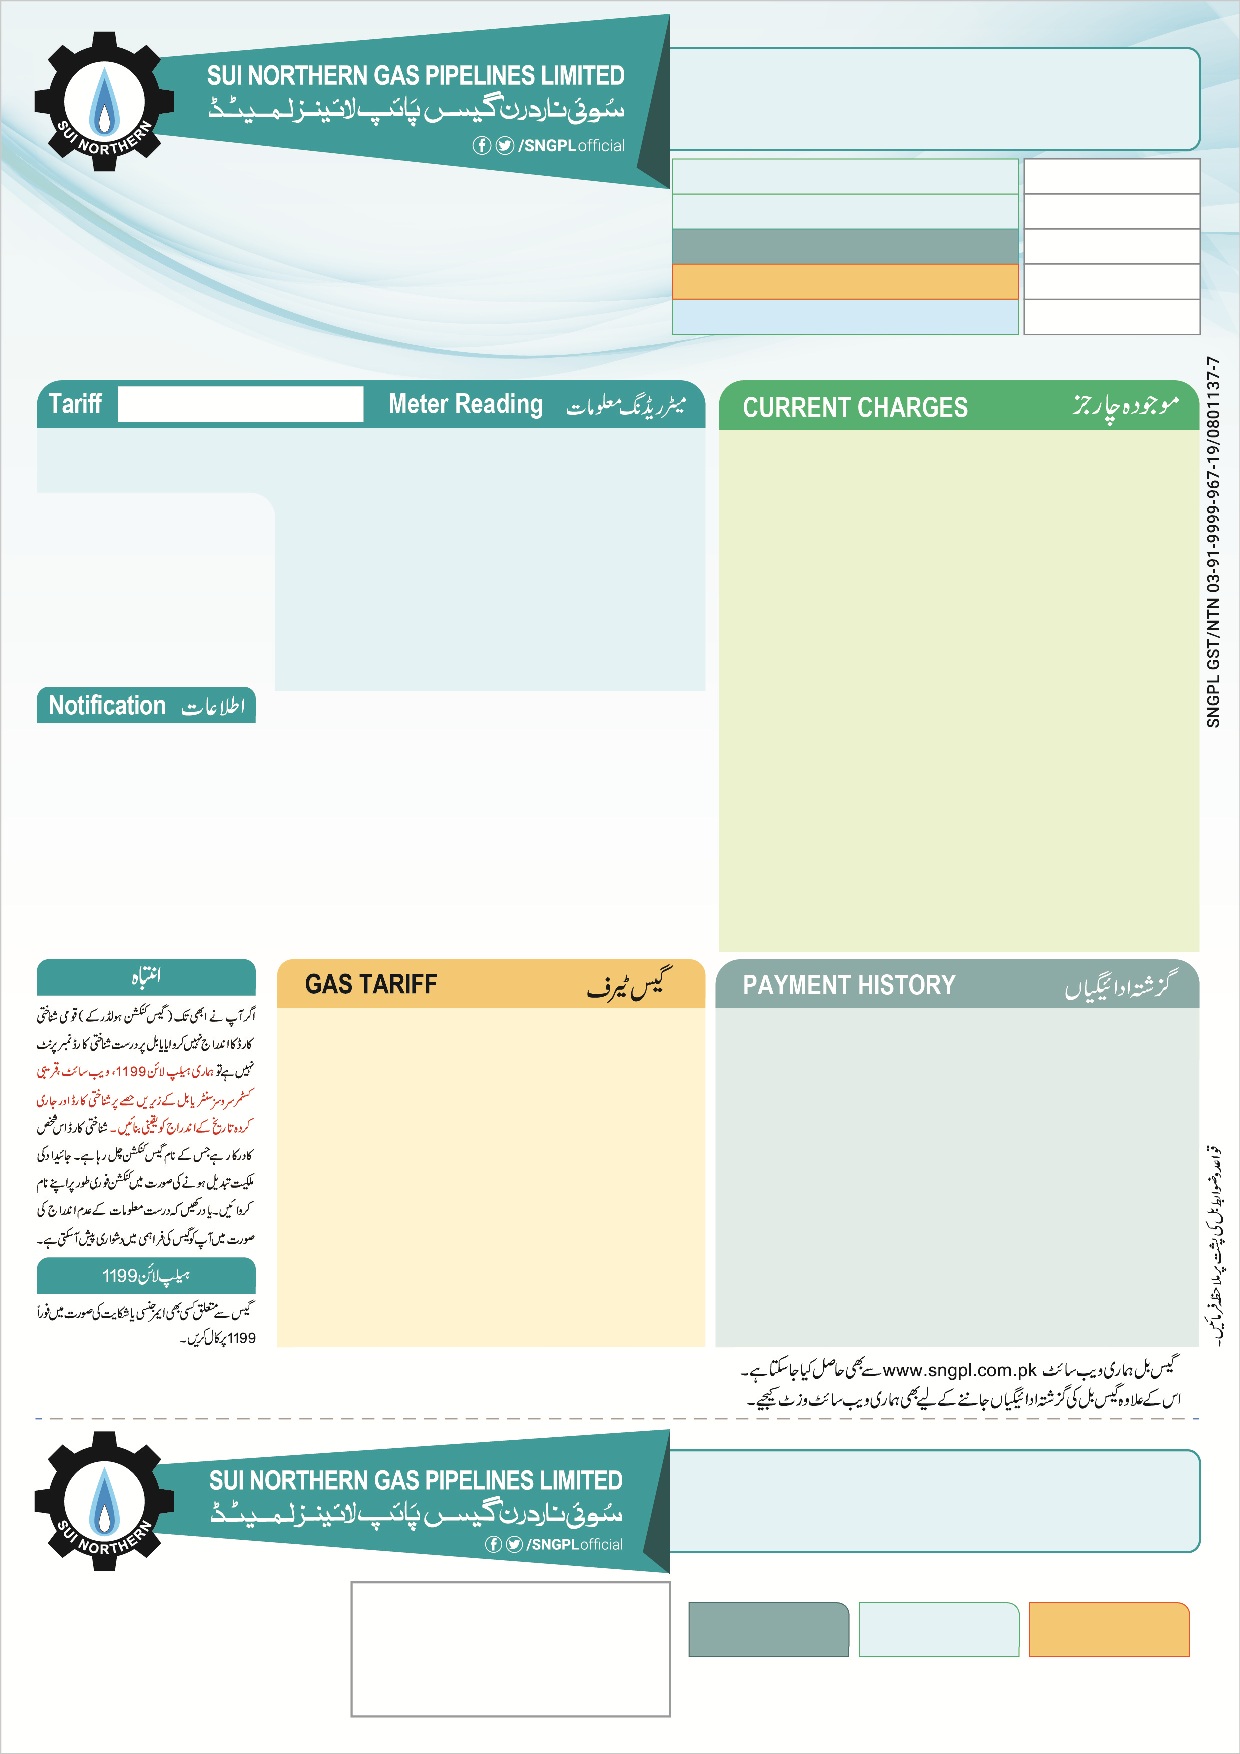 SUI NORTHERN GAS PIPELINES LIMITED
سُوئی ناردرن گیس پائپ لائینز لمیٹڈ
/SNGPLofficial
SUI NORTHERN
Tariff
Meter Reading میٹر ریڈنگ معلومات
CURRENT CHARGES موجودہ چارجز
SNGPL GST/NTN 03-91-9999-967-19/0801137-7
Notification اطلاعات
انتباہ
اگر آپ نے ابھی تک (گیس کنکشن ہولڈر کے) قومی شناختی
کارڈ کا اندراج نہیں کروایا یا بل پر درست شناختی کارڈ نمبر پرنٹ
نہیں ہے تو ہماری ہیلپ لائن 1199، ویب سائٹ، قریبی
کسٹمر سروسز سنٹر یا بل کے زیریں حصے پر شناختی کارڈ اور جاری
کردہ تاریخ کے اندراج کو یقینی بنائیں۔ شناختی کارڈ اس شخص
کا درکار ہے جس کے نام گیس کنکشن چل رہا ہے۔ جائیداد کی
ملکیت تبدیل ہونے کی صورت میں کنکشن فوری طور پر اپنے نام
کروائیں۔ یاد رکھیں کہ درست معلومات کے عدم اندراج کی
صورت میں آپ کو گیس کی فراہمی میں دشواری پیش آسکتی ہے۔
ہیلپ لائن 1199
گیس سے متعلق کسی بھی ایمرجنسی یا شکایت کی صورت میں فوراً
1199 پر کال کریں۔
GAS TARIFF گیس ٹیرف
PAYMENT HISTORY گزشتہ ادائیگیاں
قواعد و ضوابط بل کی پشت پر ملاحظہ فرمائیں۔
گیس بل ہماری ویب سائٹ www.sngpl.com.pk سے بھی حاصل کیا جاسکتا ہے۔
اس کے علاوہ گیس بل کی گزشتہ ادائیگیاں جاننے کے لیے بھی ہماری ویب سائٹ وزٹ کیجیے۔
SUI NORTHERN GAS PIPELINES LIMITED
سُوئی ناردرن گیس پائپ لائینز لمیٹڈ
/SNGPLofficial
SUI NORTHERN